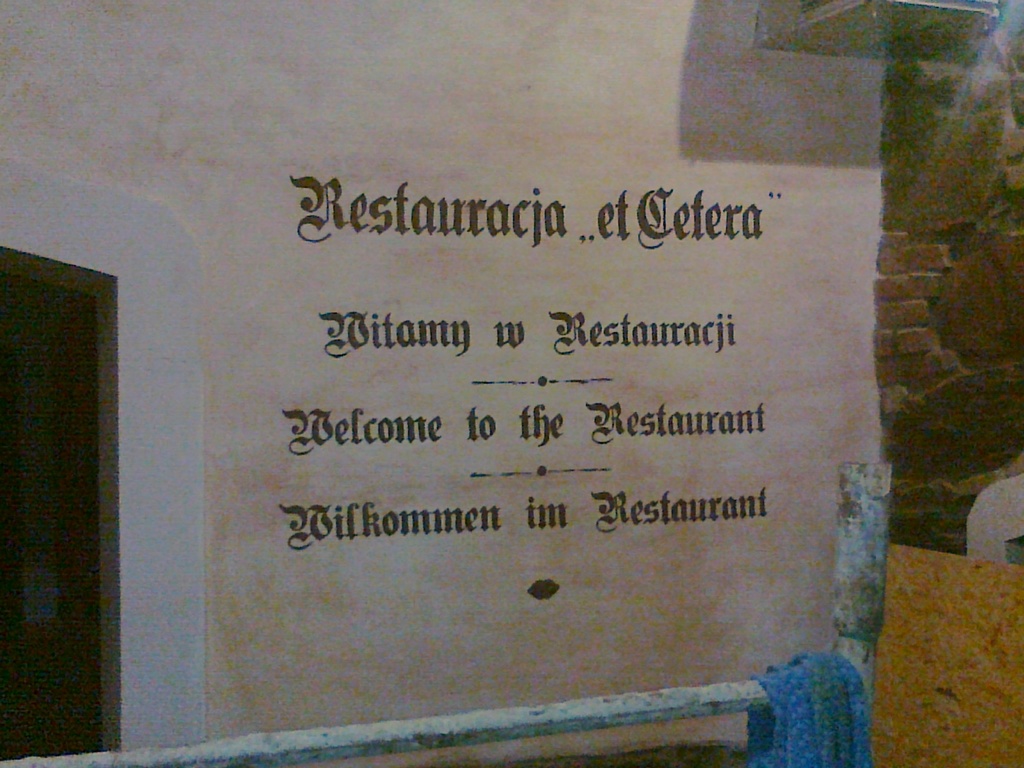 Restauracja „et Cetera"
Witamy w Restauracji
Welcome to the Restaurant
Wilkommen im Restaurant